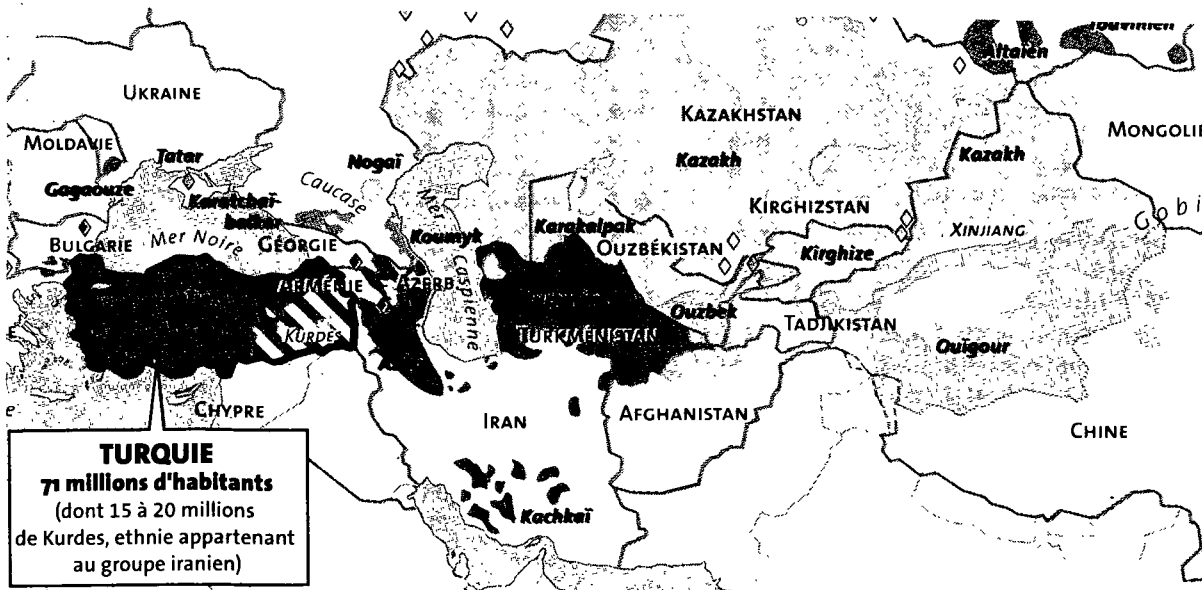 Touvinien
Altaïen
UKRAINE
KAZAKHSTAN
MOLDAVIE
MONGOLIE
Tatar
Nogaï
Kazakh
Kazakh
Gagaouze
Caucase
Karatchaï-
balkar
Mer
Caspienne
KIRGHIZSTAN
Gobi
XINJIANG
Karakalpak
Koumyk
BULGARIE
Mer Noire
GÉORGIE
OUZBÉKISTAN
Kirghize
ARMÉNIE
AZERB.
Ouzbek
KURDES
TURKMÉNISTAN
TADJIKISTAN
Ouïgour
CHYPRE
IRAN
AFGHANISTAN
CHINE
TURQUIE
71 millions d'habitants
(dont 15 à 20 millions
de Kurdes, ethnie appartenant
au groupe iranien)
Kachkaï